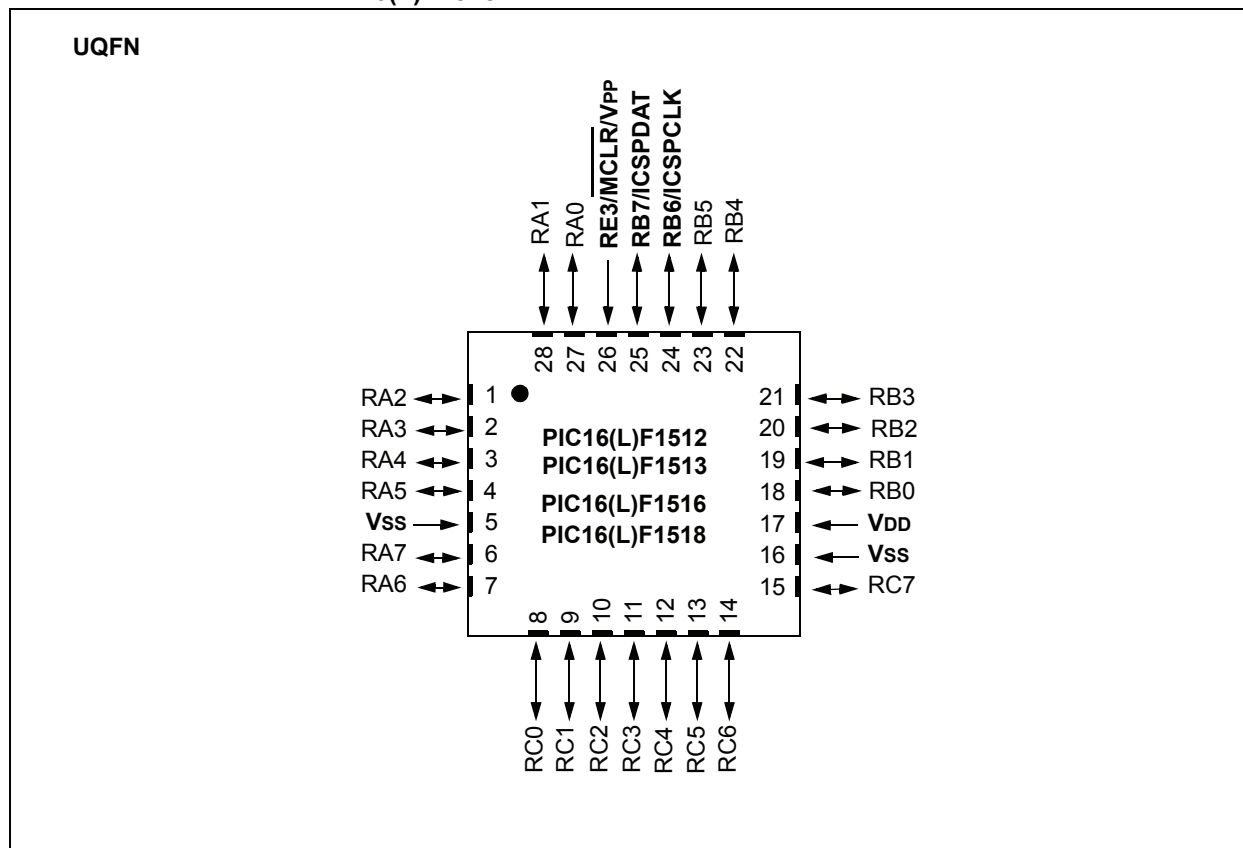 UQFN
RA1
RA0
RE3/MCLR/VPP
RB7/ICSPDAT
RB6/ICSPCLK
RB5
RB4
28
27
26
25
24
23
22
RA2 1
RA3 2
RA4 3
RA5 4
VSS 5
RA7 6
RA6 7
PIC16(L)F1512
PIC16(L)F1513
PIC16(L)F1516
PIC16(L)F1518
21 RB3
20 RB2
19 RB1
18 RB0
17 VDD
16 VSS
15 RC7
8
9
10
11
12
13
14
RC0
RC1
RC2
RC3
RC4
RC5
RC6